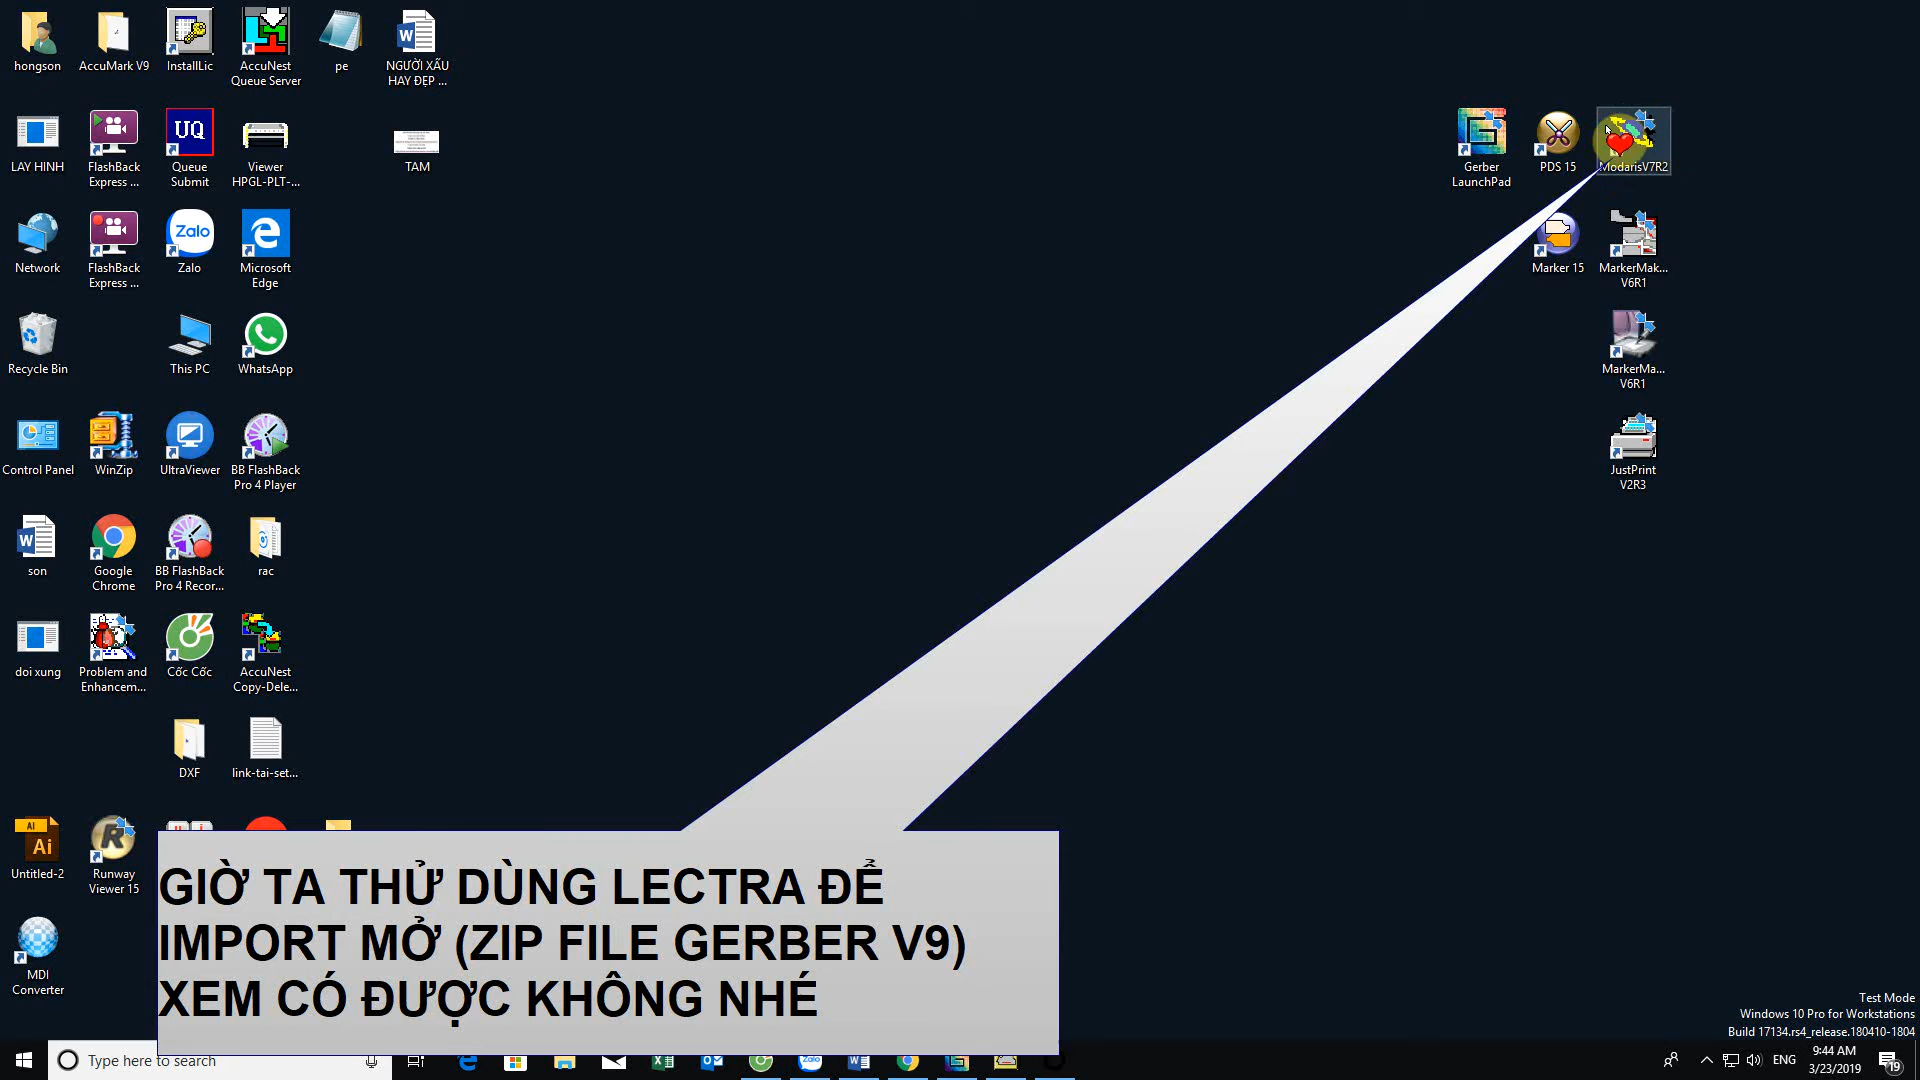 hongson
AccuMark V9
InstallLic
AccuNest
Queue Server
pe
NGƯỜI XẤU
HAY ĐẸP ...
LAY HINH
FlashBack
Express ...
UQ
Queue
Submit
Viewer
HPGL-PLT-...
TAM
Gerber
LaunchPad
PDS 15
ModarisV7R2
Network
FlashBack
Express ...
Zalo
Zalo
Microsoft
Edge
Marker 15
MarkerMak...
V6R1
Recycle Bin
This PC
WhatsApp
MarkerMa...
V6R1
Control Panel
WinZip
UltraViewer
BB FlashBack
Pro 4 Player
JustPrint
V2R3
son
Google
Chrome
BB FlashBack
Pro 4 Recor...
rac
doi xung
Problem and
Enhancem...
Cốc Cốc
AccuNest
Copy-Dele...
DXF
link-tai-set...
AI
Ai
Untitled-2
Runway
Viewer 15
MDI
Converter
GIỜ TA THỬ DÙNG LECTRA ĐỂ
IMPORT MỞ (ZIP FILE GERBER V9)
XEM CÓ ĐƯỢC KHÔNG NHÉ
Test Mode
Windows 10 Pro for Workstations
Build 17134.rs4_release.180410-1804
Type here to search
Zalo
ENG
9:44 AM
3/23/2019
19